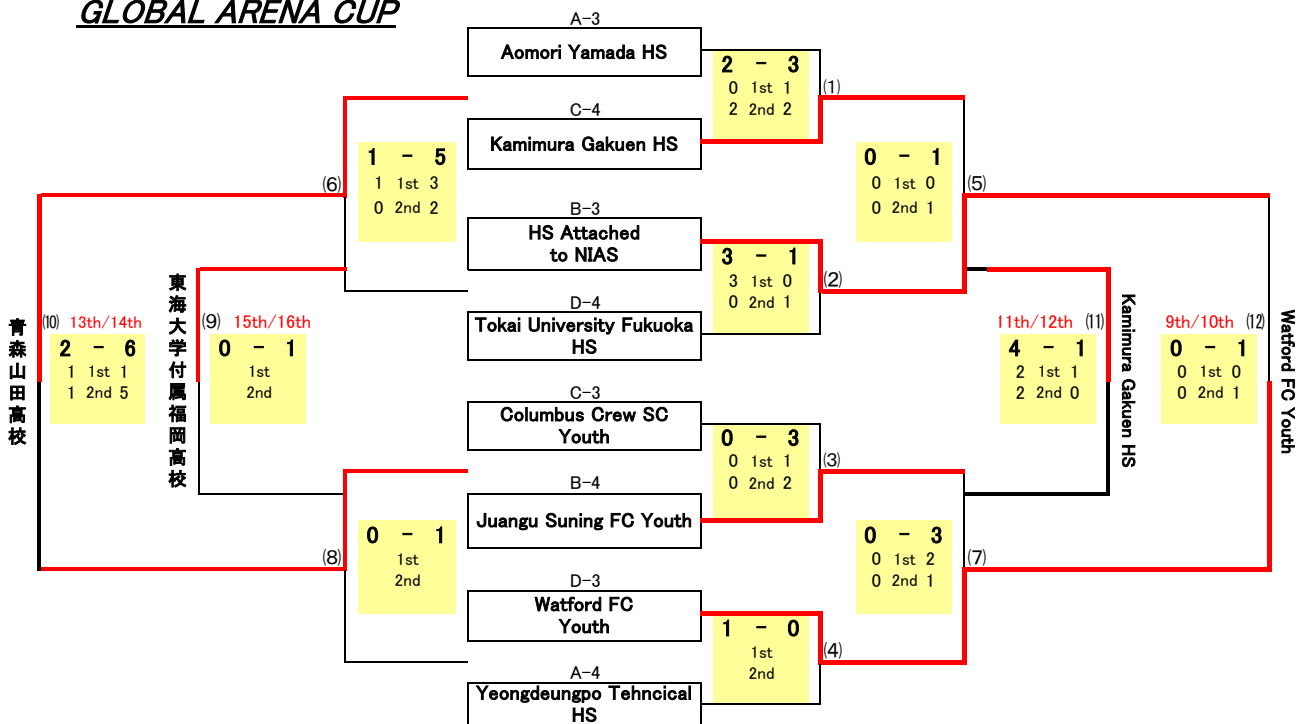 GLOBAL ARENA CUP
A-3
Aomori Yamada HS
2 - 3
0 1st 1
2 2nd 2
(1)
C-4
Kamimura Gakuen HS
1 - 5
1 1st 3
0 2nd 2
(6)
0 - 1
0 1st 0
0 2nd 1
(5)
B-3
HS Attached
to NIAS
3 - 1
3 1st 0
0 2nd 1
(2)
D-4
Tokai University Fukuoka
HS
青森山田高校
(10) 13th/14th
2 - 6
1 1st 1
1 2nd 5
東海大学付属福岡高校
(9) 15th/16th
0 - 1
1st
2nd
11th/12th (11)
4 - 1
2 1st 1
2 2nd 0
Kamimura Gakuen HS
9th/10th (12)
0 - 1
0 1st 0
0 2nd 1
Watford FC Youth
C-3
Columbus Crew SC
Youth
0 - 3
0 1st 1
0 2nd 2
(3)
B-4
Juangu Suning FC Youth
0 - 1
1st
2nd
(8)
0 - 3
0 1st 2
0 2nd 1
(7)
D-3
Watford FC
Youth
1 - 0
1st
2nd
(4)
A-4
Yeongdeungpo Tehncical
HS